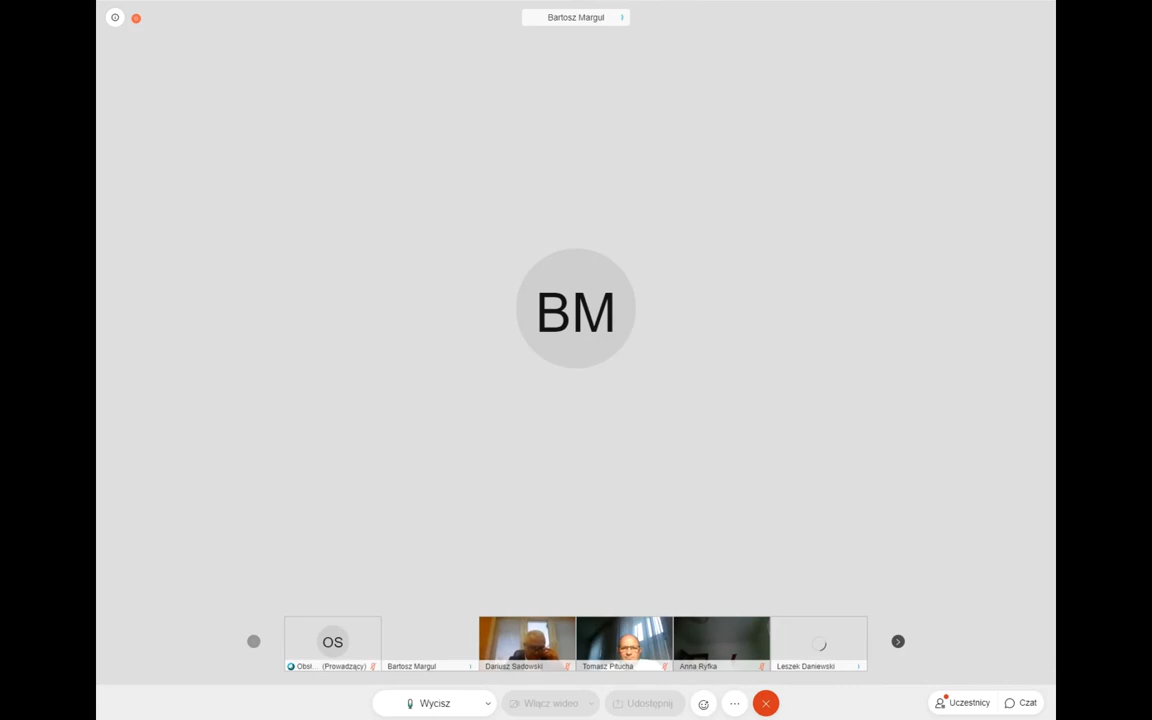 Bartosz Margul
BM
OS
Obsł... (Prowadzący)
Bartosz Margul
Dariusz Sadowski
Tomasz Pitucha
Anna Ryfka
Leszek Daniewski
Wycisz
Włącz wideo
Udostępnij
Uczestnicy
Czat